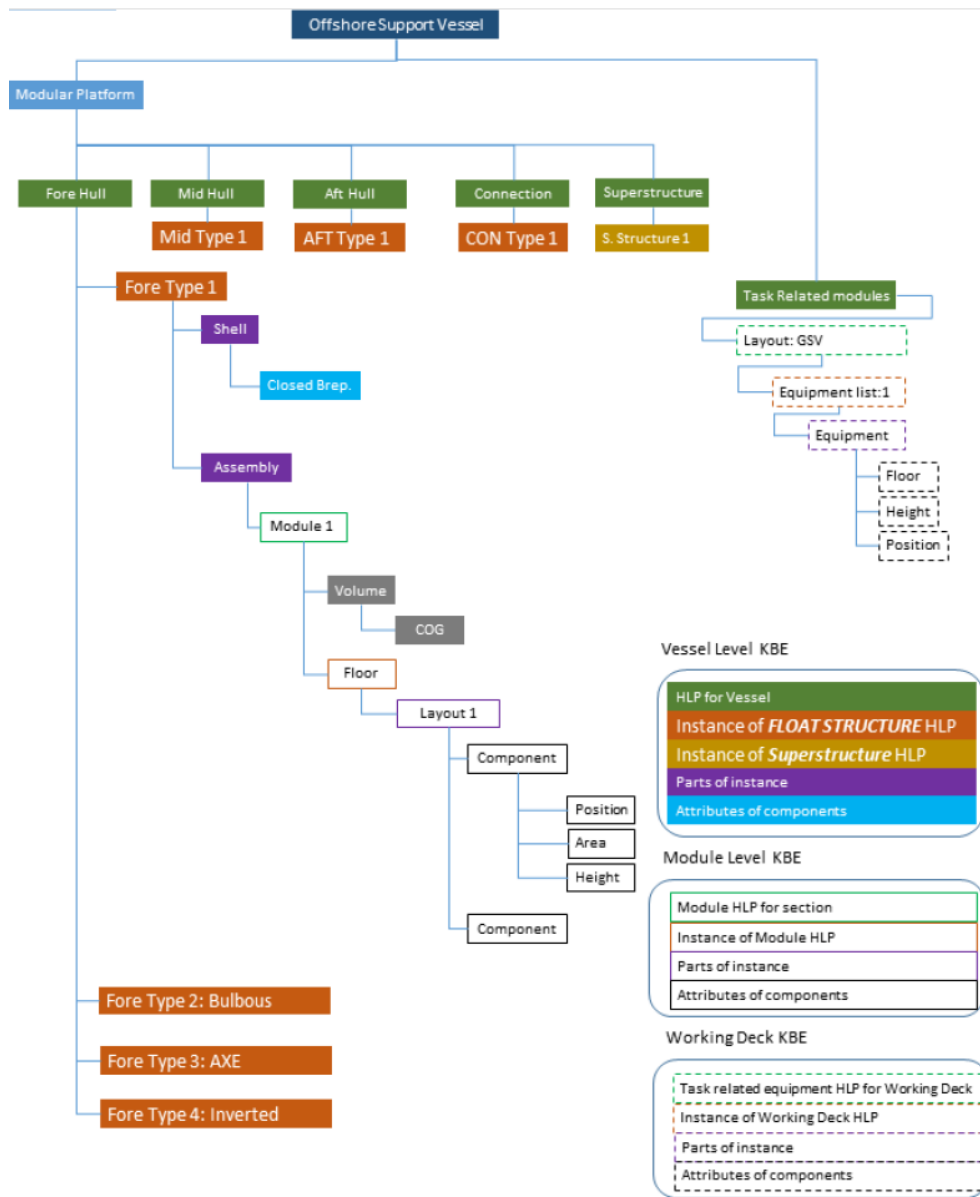 Offshore Support Vessel
Modular Platform
Fore Hull
Mid Hull
Aft Hull
Connection
Superstructure
Mid Type 1
AFT Type 1
CON Type 1
S. Structure 1
Fore Type 1
Task Related modules
Shell
Layout: GSV
Closed Brep.
Equipment list:1
Equipment
Assembly
Floor
Height
Position
Module 1
Volume
COG
Floor
Layout 1
Component
Position
Area
Height
Component
Fore Type 2: Bulbous
Fore Type 3: AXE
Fore Type 4: Inverted
Vessel Level KBE
HLP for Vessel
Instance of FLOAT STRUCTURE HLP
Instance of Superstructure HLP
Parts of instance
Attributes of components
Module Level KBE
Module HLP for section
Instance of Module HLP
Parts of instance
Attributes of components
Working Deck KBE
Task related equipment HLP for Working Deck
Instance of Working Deck HLP
Parts of instance
Attributes of components